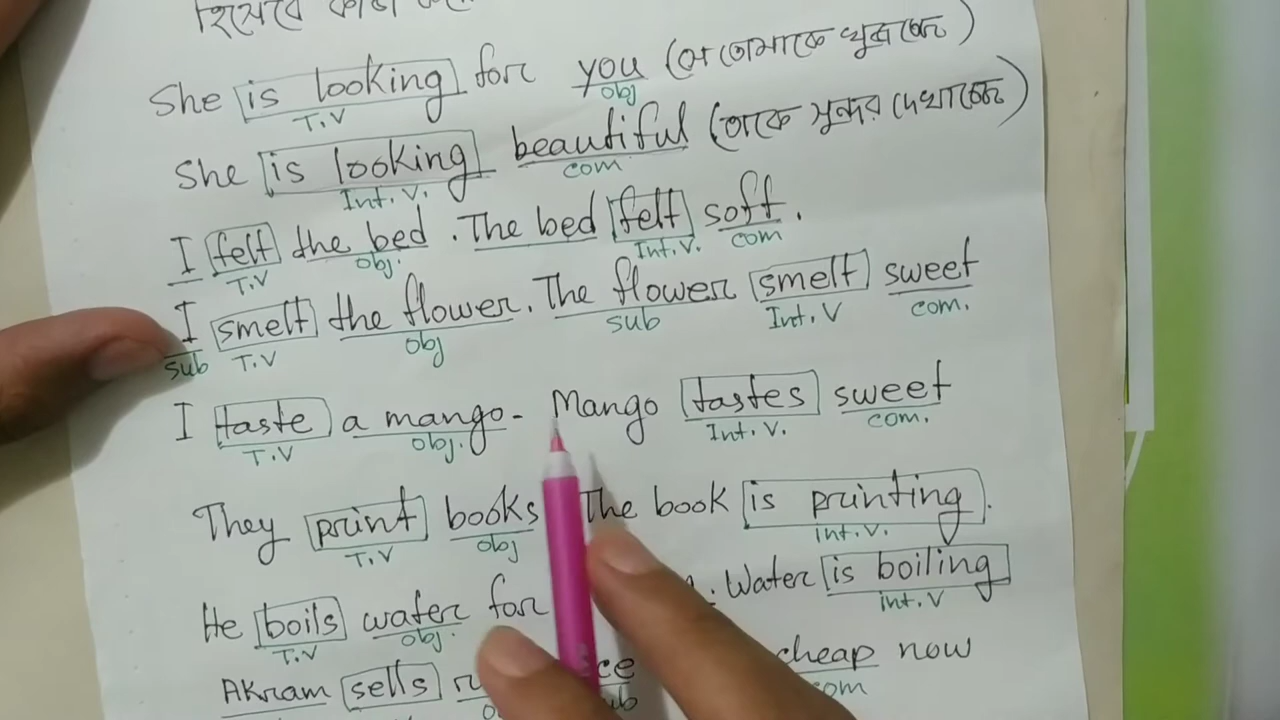 হিসেবে কাজ
She is looking for you (সে তোমাকে খুজছে)
T.V obj
She is looking beautiful (তাকে সুন্দর দেখাচ্ছে)
Int. V. com
I felt the bed. The bed felt soft.
T.V obj. Int.V. com
I smelt the flower. The flower smelt sweet
sub T.V obj sub Int. V com.
I taste a mango - Mango tastes sweet
T.V obj. Int. V. com.
They print books The book is printing.
T.V obj int.V.
He boils water for Water is boiling
T.V obj. int.V
Akram sells cheap now